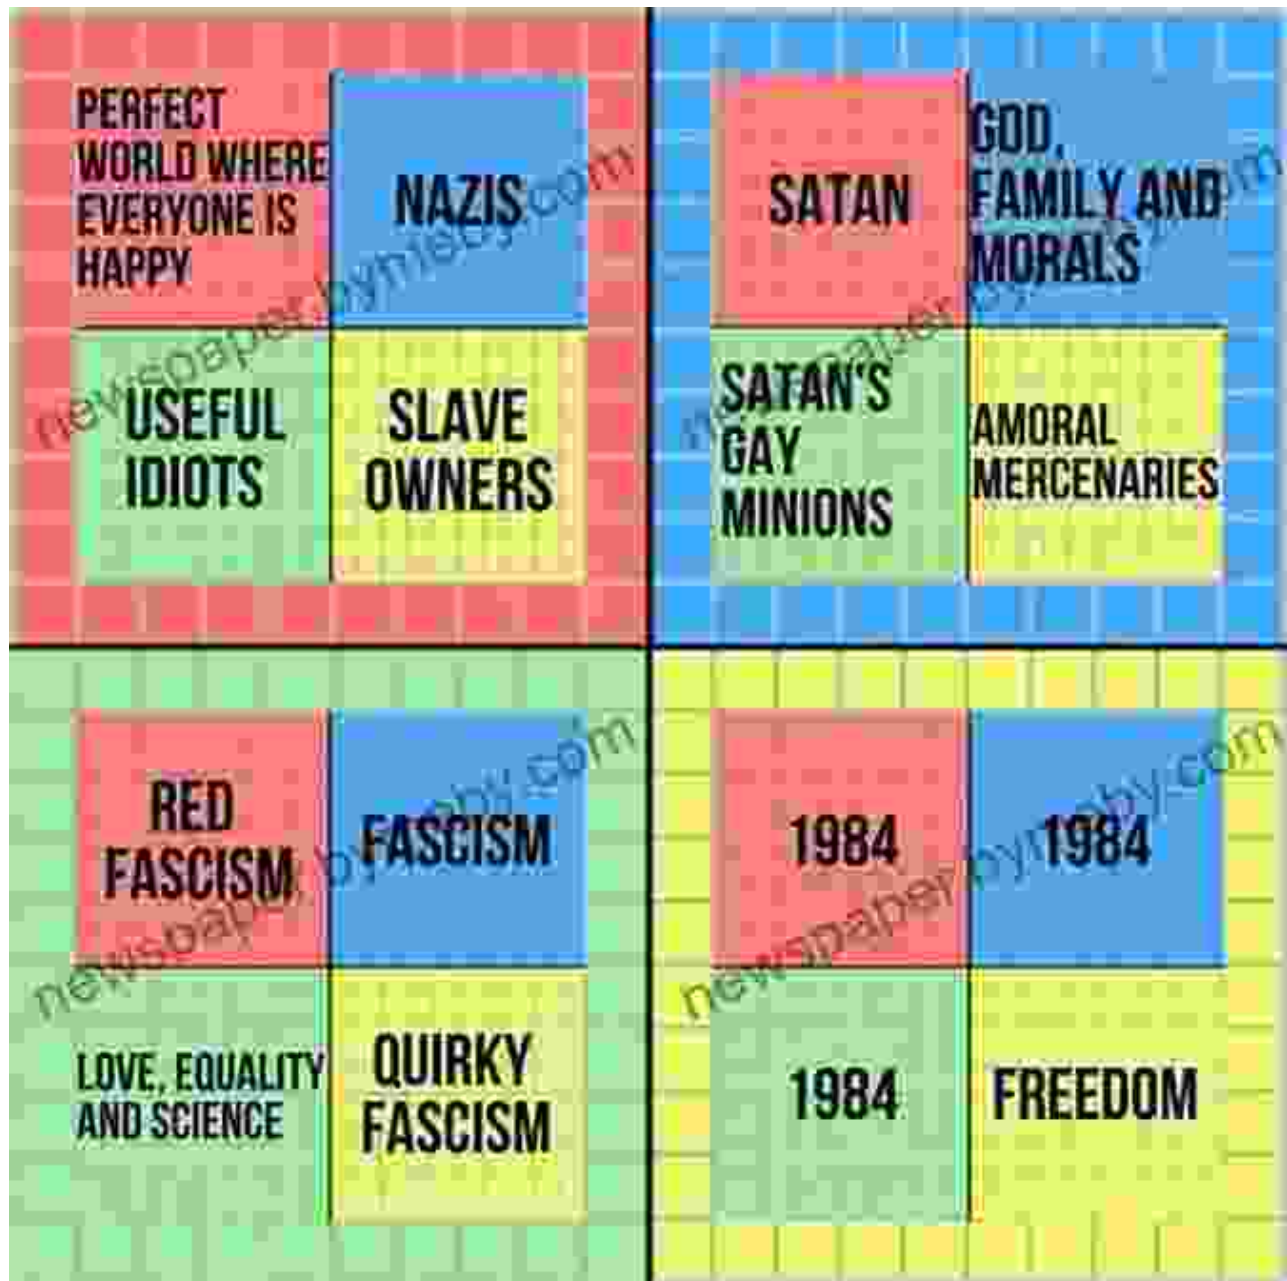 PERFECT
WORLD WHERE
EVERYONE IS
HAPPY
NAZIS
USEFUL
IDIOTS
SLAVE
OWNERS
SATAN
GOD,
FAMILY AND
MORALS
SATAN'S
GAY
MINIONS
AMORAL
MERCENARIES
RED
FASCISM
FASCISM
LOVE, EQUALITY
AND SCIENCE
QUIRKY
FASCISM
1984
1984
1984
FREEDOM